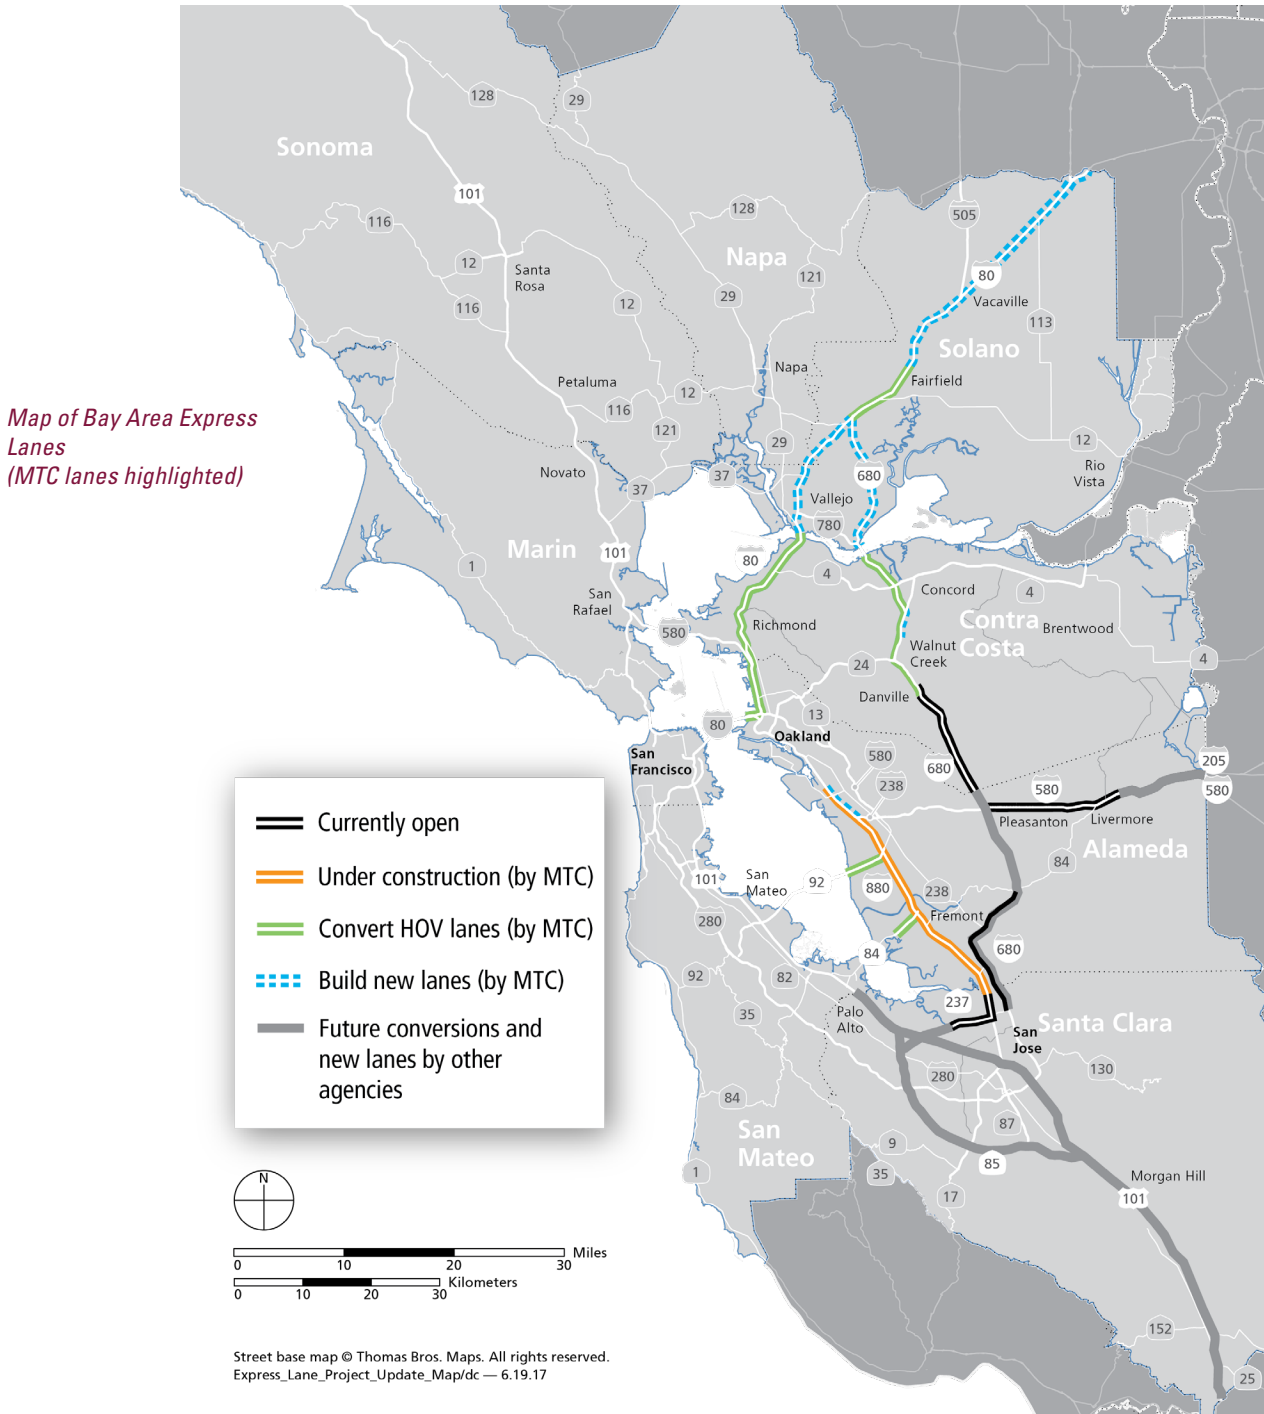 Map of Bay Area Express
Lanes
(MTC lanes highlighted)
128
29
Sonoma
101
128
505
116
Napa
12
121
80
Santa
Rosa
29
116
12
Vacaville
113
Solano
Napa
Petaluma
Fairfield
12
116
121
29
12
Novato
Rio
Vista
37
680
37
Vallejo
780
Marin
101
80
1
4
Concord
4
San
Rafael
Contra
Costa
Richmond
Brentwood
580
Walnut
Creek
24
4
Danville
13
80
Oakland
San
Francisco
580
680
205
238
580
580
Pleasanton
Livermore
84
Alameda
101
San
Mateo
92
880
238
Fremont
280
680
84
92
82
237
35
Palo
Alto
Santa Clara
San
Jose
280
130
84
87
San
Mateo
9
85
1
35
Morgan Hill
17
101
152
25
Currently open
Under construction (by MTC)
Convert HOV lanes (by MTC)
Build new lanes (by MTC)
Future conversions and
new lanes by other
agencies
N
Miles
0 10 20 30
Kilometers
0 10 20 30
Street base map © Thomas Bros. Maps. All rights reserved.
Express_Lane_Project_Update_Map/dc — 6.19.17